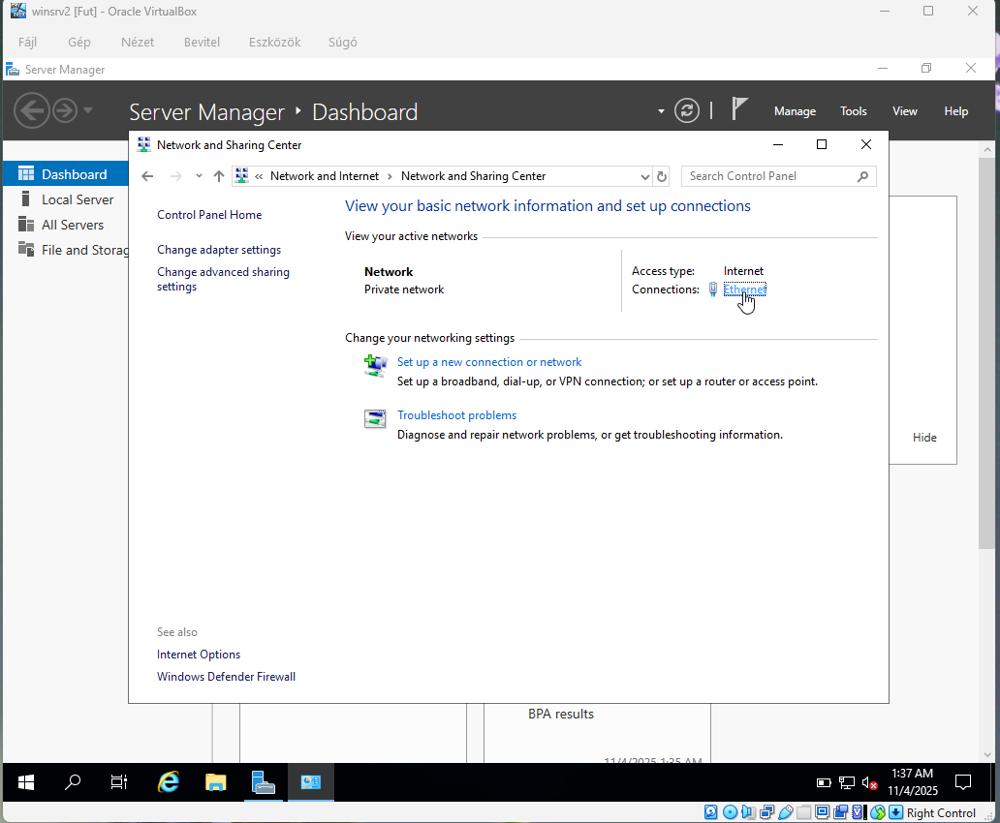 winsrv2 [Fut] - Oracle VirtualBox
Fájl Gép Nézet Bevitel Eszközök Súgó
Server Manager
Server Manager Dashboard
Manage Tools View Help
Network and Sharing Center
« Network and Internet › Network and Sharing Center
Search Control Panel
Dashboard
Local Server
All Servers
File and Storag
Control Panel Home
Change adapter settings
Change advanced sharing
settings
View your basic network information and set up connections
View your active networks
Network
Private network
Access type: Internet
Connections: Ethernet
Change your networking settings
Set up a new connection or network
Set up a broadband, dial-up, or VPN connection; or set up a router or access point.
Troubleshoot problems
Diagnose and repair network problems, or get troubleshooting information.
Hide
See also
Internet Options
Windows Defender Firewall
BPA results
11/4/2025 1:35 AM
1:37 AM
11/4/2025
Right Control